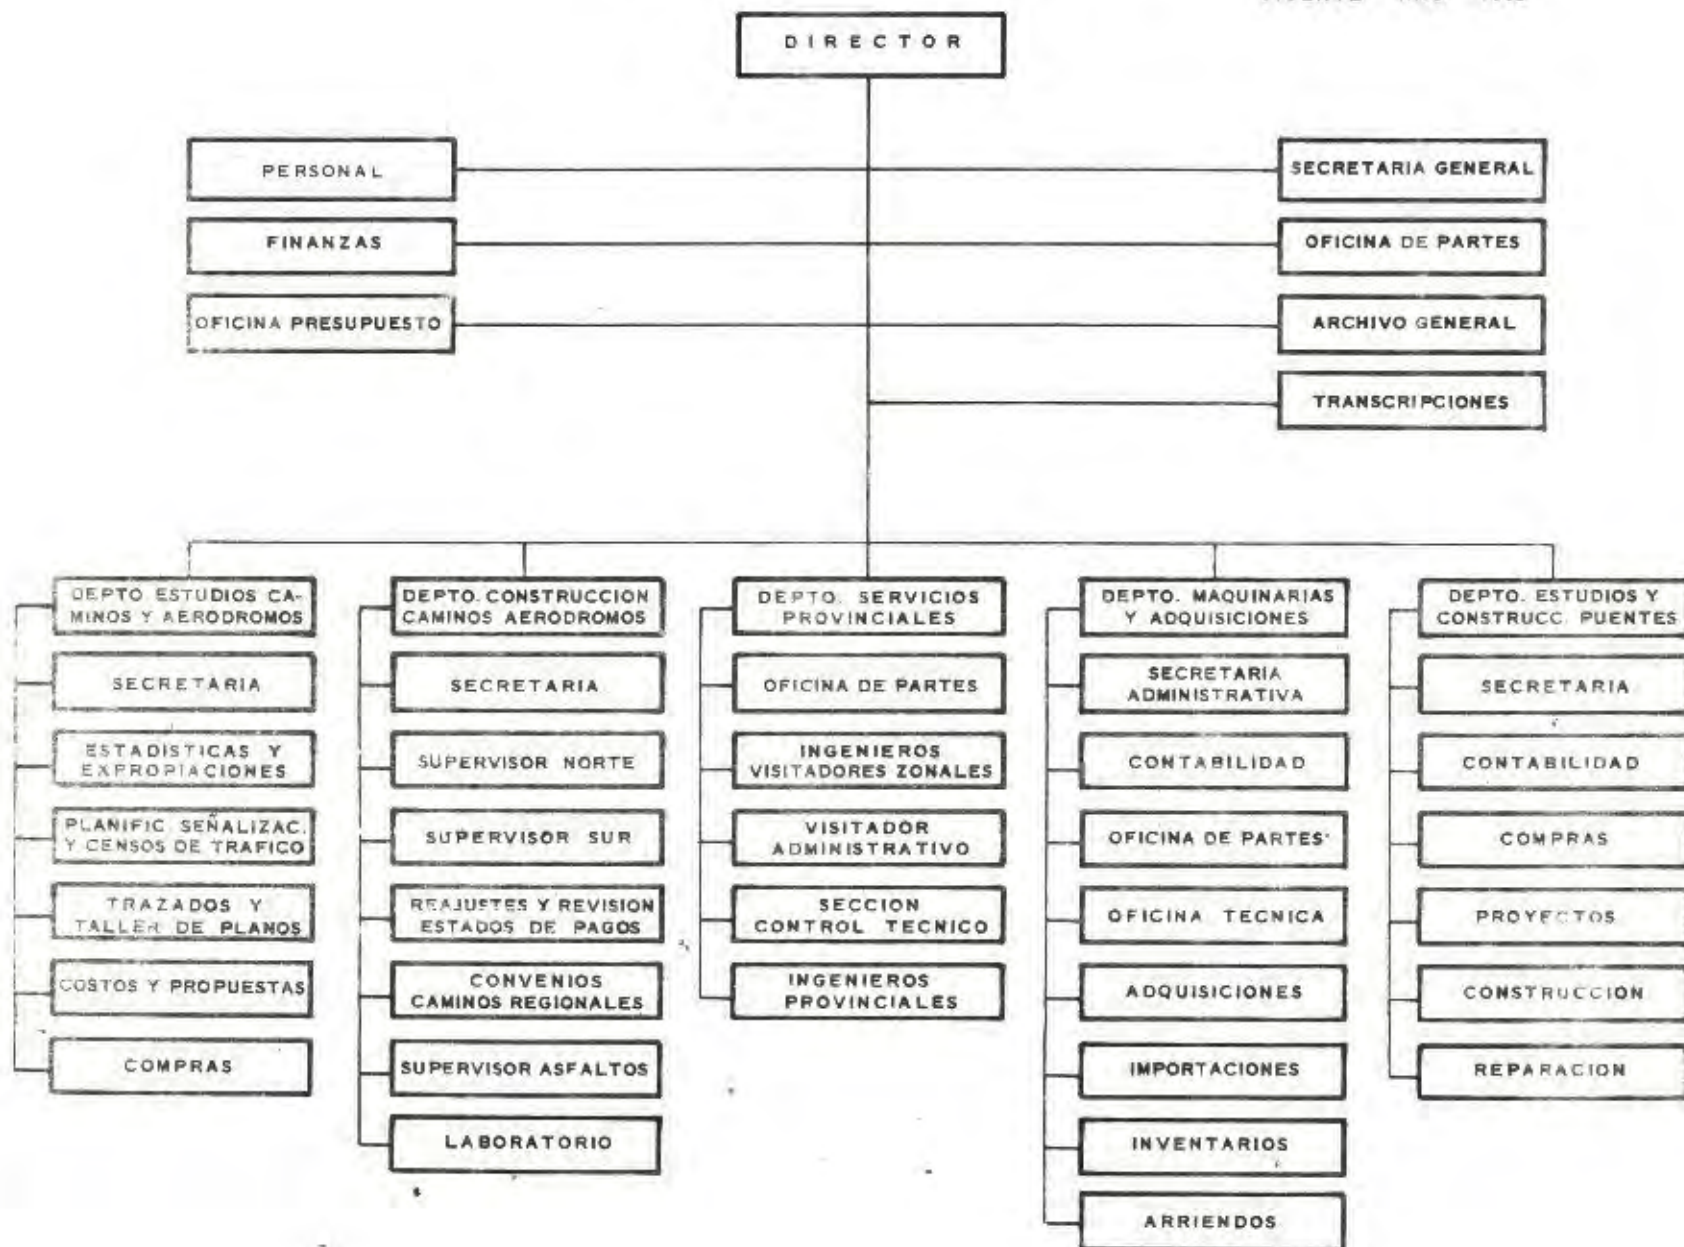 DIRECTOR
PERSONAL
SECRETARIA GENERAL
FINANZAS
OFICINA DE PARTES
OFICINA PRESUPUESTO
ARCHIVO GENERAL
TRANSCRIPCIONES
DEPTO. ESTUDIOS CA-
MINOS Y AERODROMOS
SECRETARIA
ESTADISTICAS Y
EXPROPIACIONES
PLANIFIC. SEÑALIZAC.
Y CENSOS DE TRAFICO
TRAZADOS Y
TALLER DE PLANOS
COSTOS Y PROPUESTAS
COMPRAS
DEPTO. CONSTRUCCION
CAMINOS AERODROMOS
SECRETARIA
SUPERVISOR NORTE
SUPERVISOR SUR
REAJUSTES Y REVISION
ESTADOS DE PAGOS
CONVENIOS
CAMINOS REGIONALES
SUPERVISOR ASFALTOS
LABORATORIO
DEPTO. SERVICIOS
PROVINCIALES
OFICINA DE PARTES
INGENIEROS
VISITADORES ZONALES
VISITADOR
ADMINISTRATIVO
SECCION
CONTROL TECNICO
INGENIEROS
PROVINCIALES
DEPTO. MAQUINARIAS
Y ADQUISICIONES
SECRETARIA
ADMINISTRATIVA
CONTABILIDAD
OFICINA DE PARTES
OFICINA TECNICA
ADQUISICIONES
IMPORTACIONES
INVENTARIOS
ARRIENDOS
DEPTO. ESTUDIOS Y
CONSTRUCC. PUENTES
SECRETARIA
CONTABILIDAD
COMPRAS
PROYECTOS
CONSTRUCCION
REPARACION